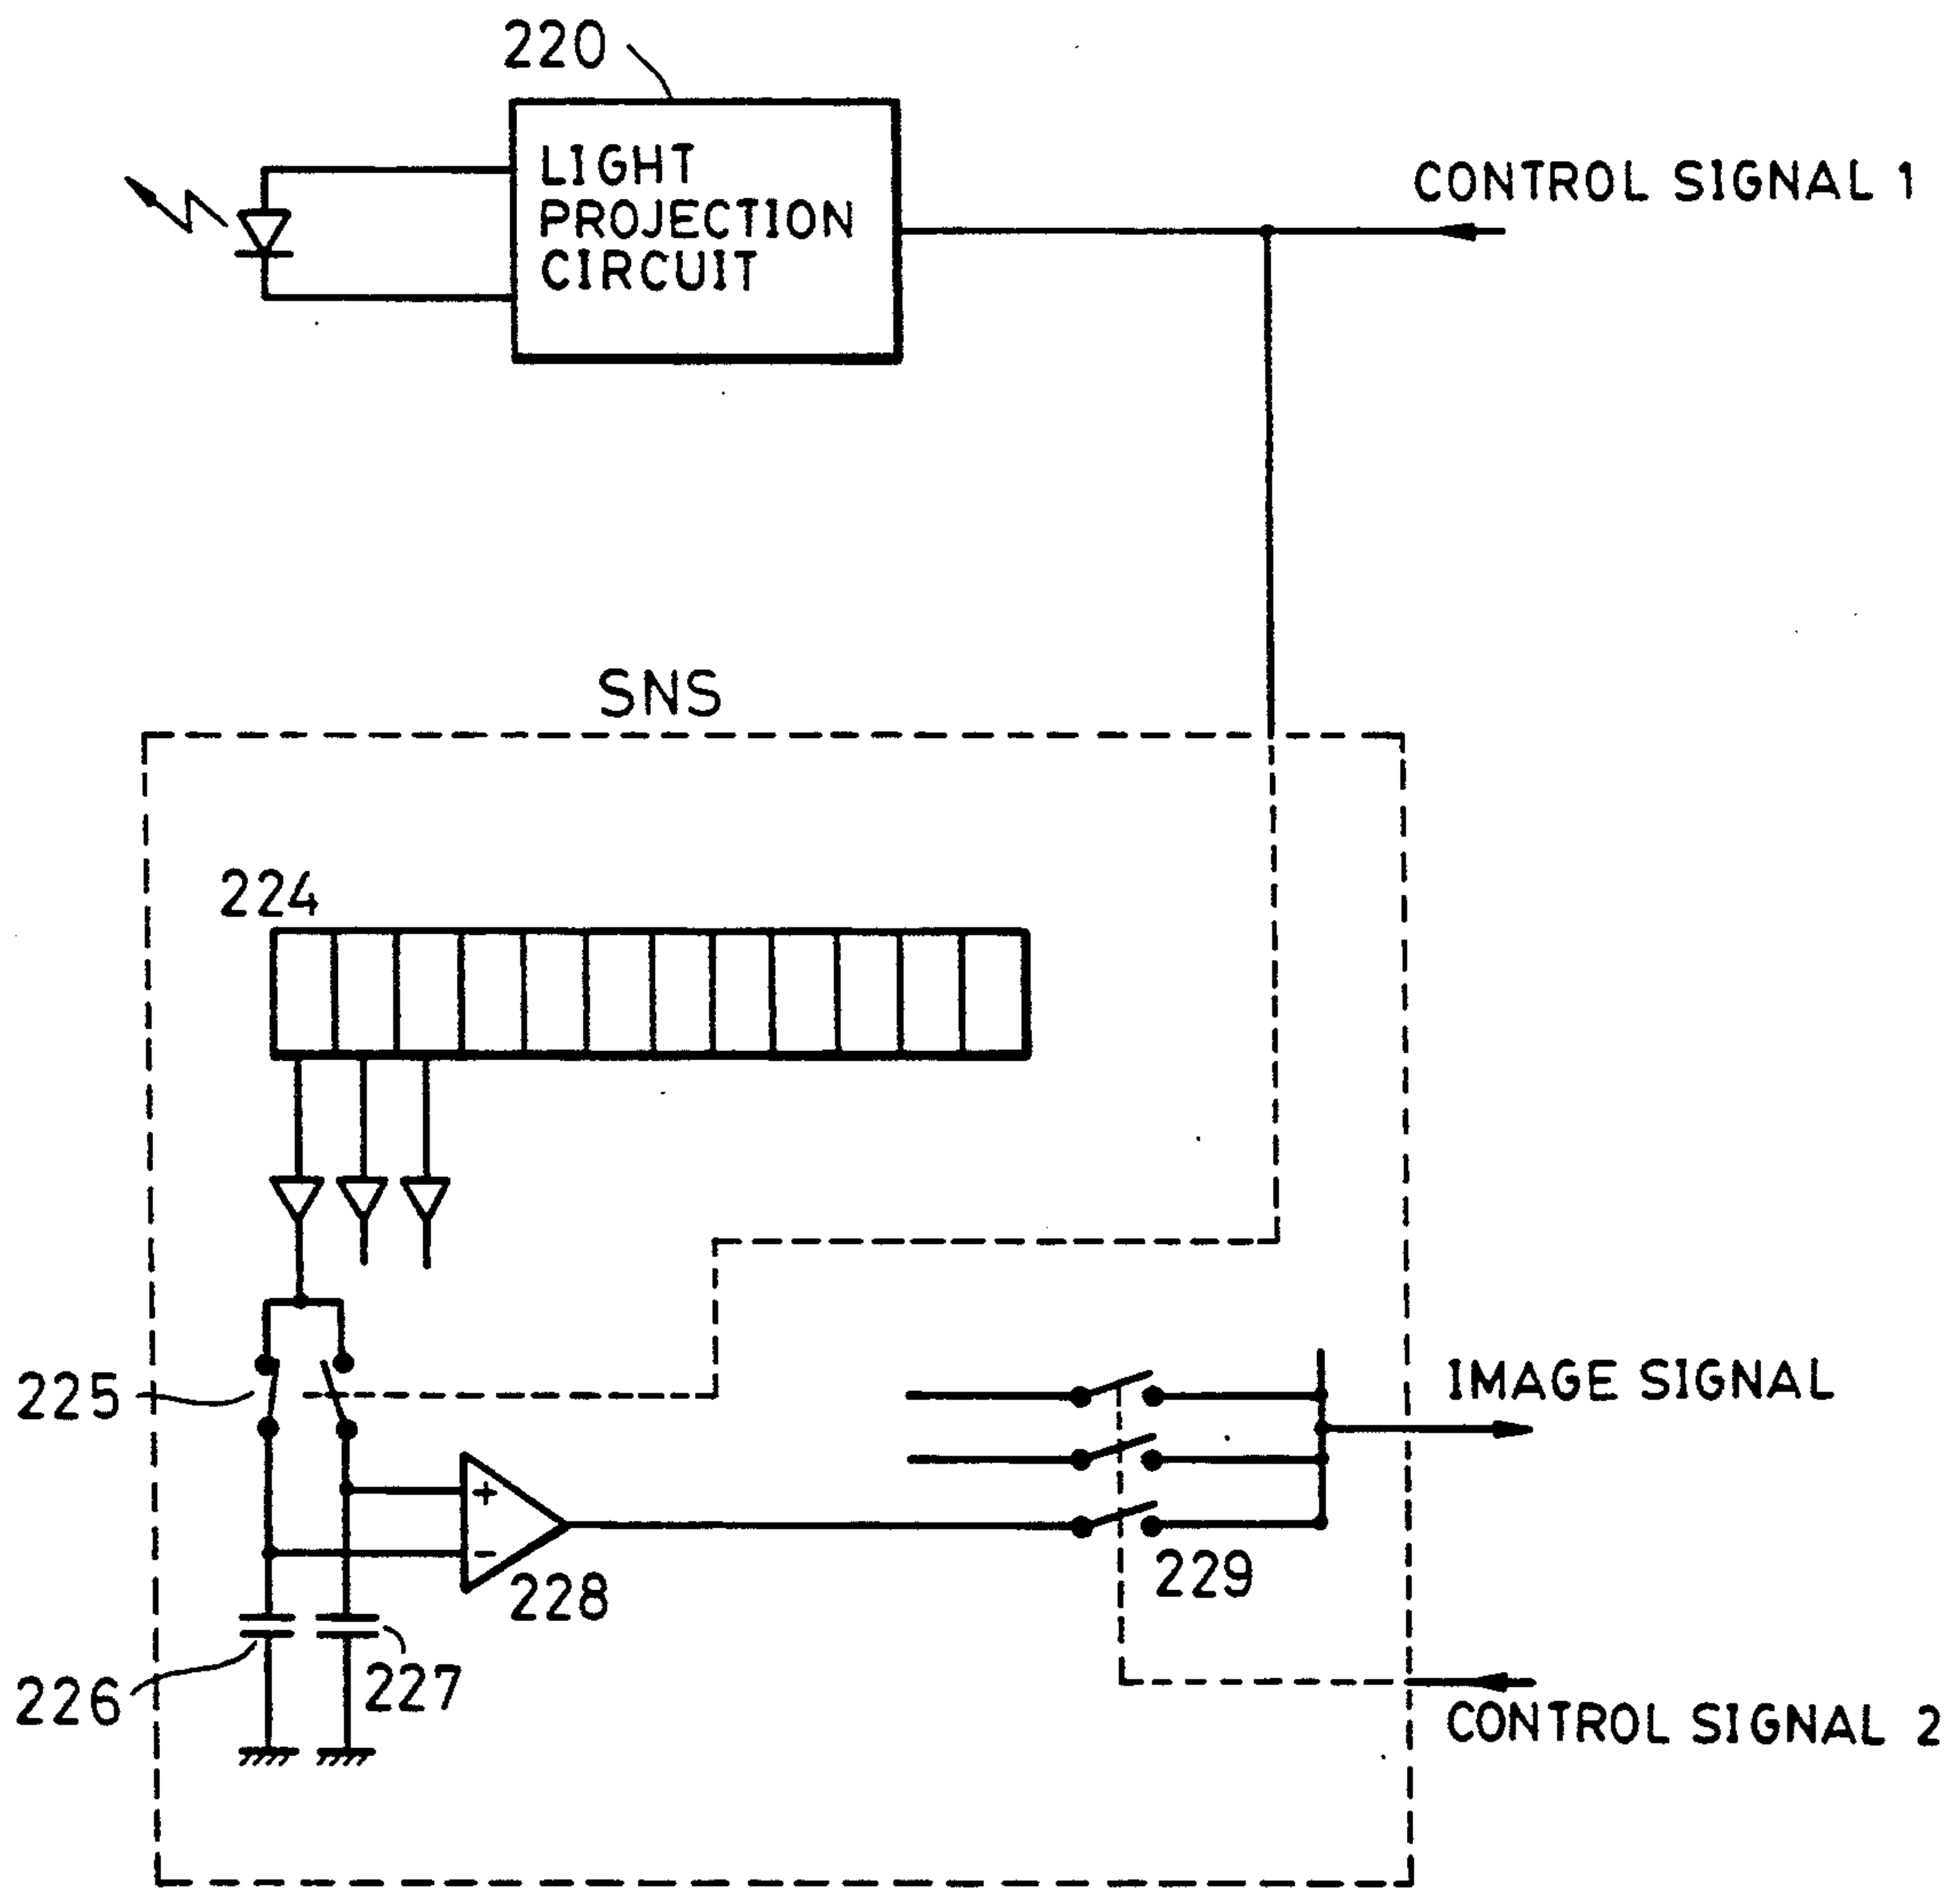 220
LIGHT
PROJECTION
CIRCUIT
CONTROL SIGNAL 1
SNS
224
225
IMAGE SIGNAL
+
-
228
229
226
227
CONTROL SIGNAL 2